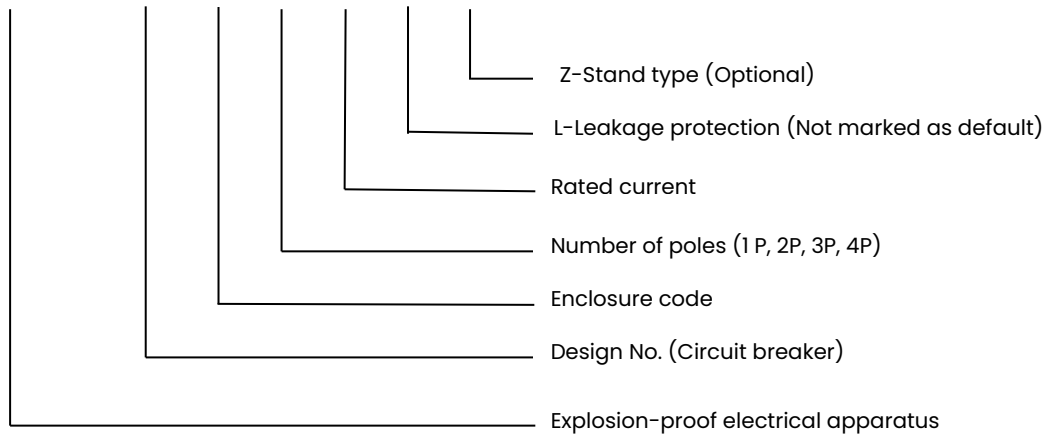 Z-Stand type (Optional)
L-Leakage protection (Not marked as default)
Rated current
Number of poles (1 P, 2P, 3P, 4P)
Enclosure code
Design No. (Circuit breaker)
Explosion-proof electrical apparatus